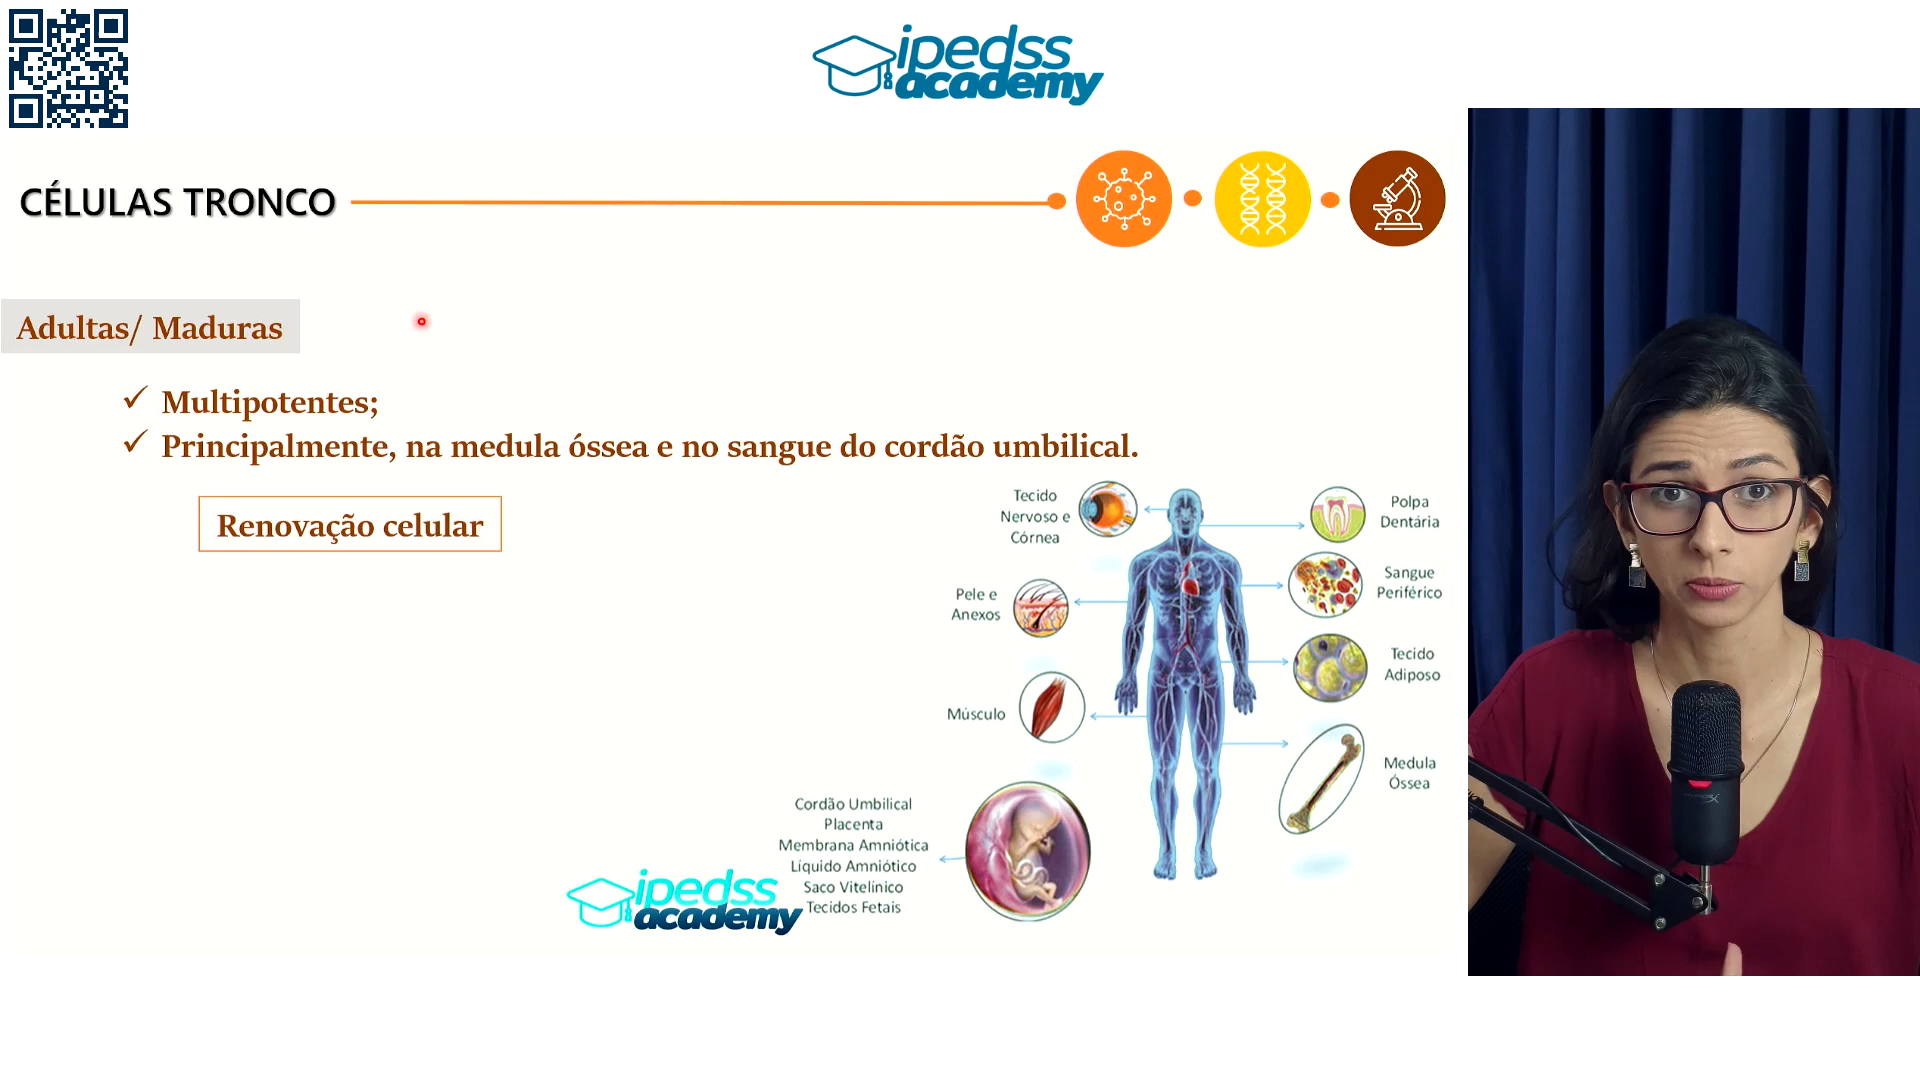 ipedss
academy
CÉLULAS TRONCO
Adultas/ Maduras
✓ Multipotentes;
✓ Principalmente, na medula óssea e no sangue do cordão umbilical.
Renovação celular
Tecido
Nervoso e
Córnea
Polpa
Dentária
Pele e
Anexos
Sangue
Periférico
Tecido
Adiposo
Músculo
Medula
Óssea
Cordão Umbilical
Placenta
Membrana Amniótica
Líquido Amniótico
Saco Vitelínico
Tecidos Fetais
ipedss
academy